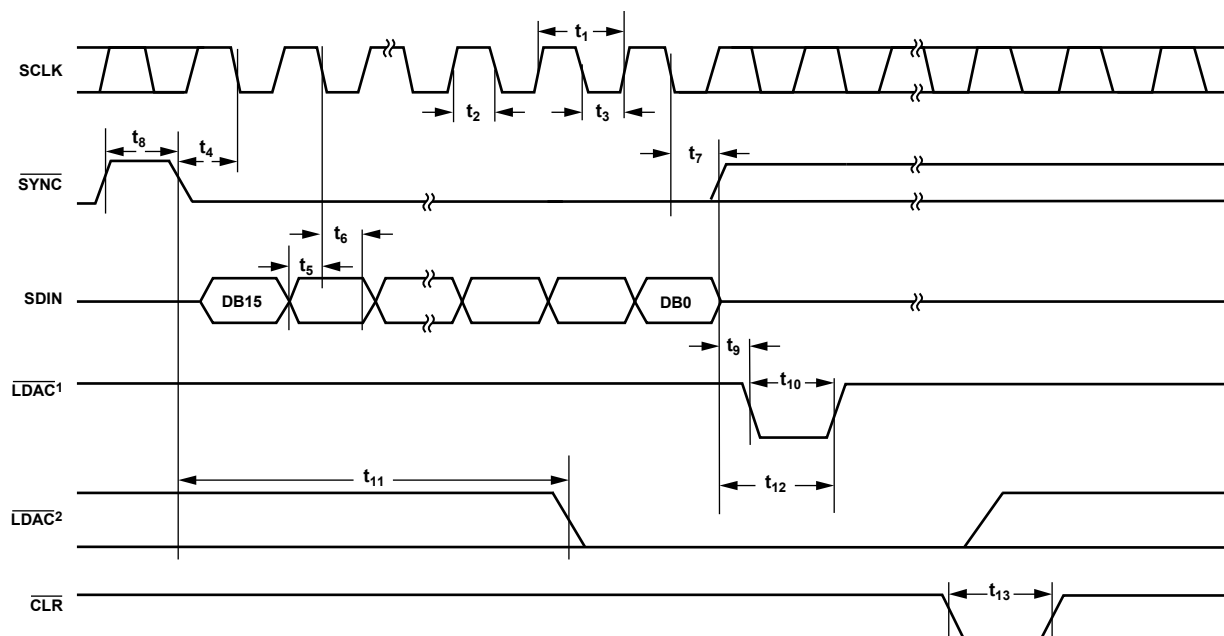 t1
SCLK
t2
t3
t8
t4
t7
SYNC
t6
t5
SDIN
DB15
DB0
t9
LDAC1
t10
t11
t12
LDAC2
t13
CLR